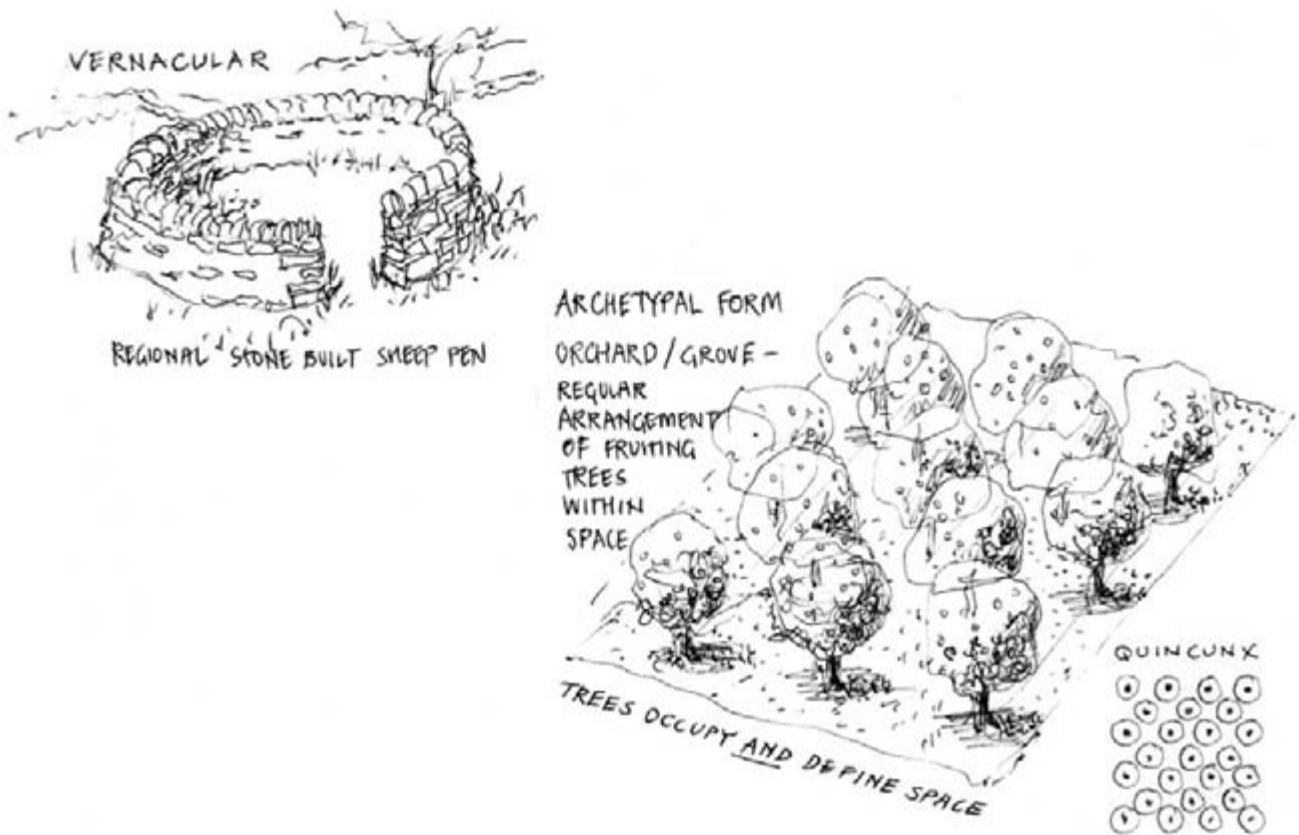 VERNACULAR
REGIONAL STONE BUILT SHEEP PEN
ARCHETYPAL FORM
ORCHARD/GROVE –
REGULAR
ARRANGEMENT
OF FRUITING
TREES
WITHIN
SPACE
TREES OCCUPY AND DEFINE SPACE
QUINCUNX